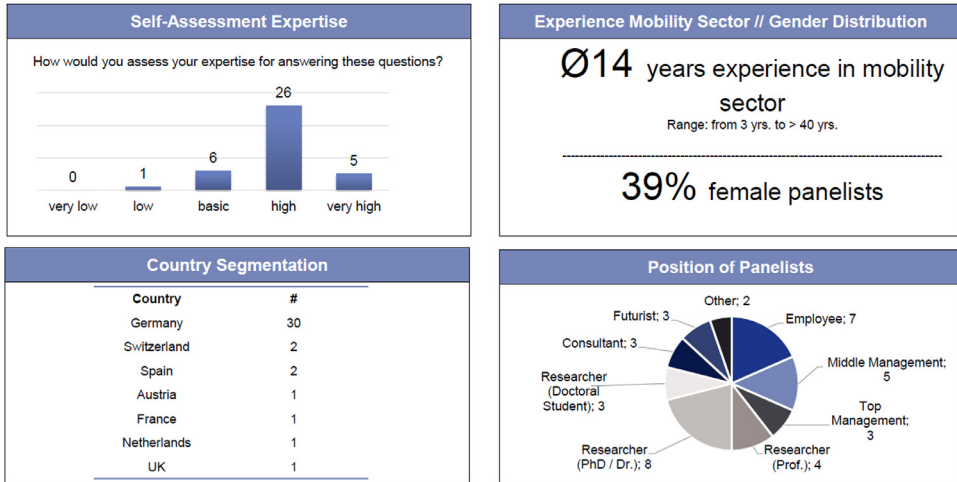 Self-Assessment Expertise
How would you assess your expertise for answering these questions?
0
1
6
26
5
very low
low
basic
high
very high
Experience Mobility Sector // Gender Distribution
Ø14 years experience in mobility
sector
Range: from 3 yrs. to > 40 yrs.
--------------------------------------------------------------------------------------------
39% female panelists
Country Segmentation
Country #
Germany 30
Switzerland 2
Spain 2
Austria 1
France 1
Netherlands 1
UK 1
Position of Panelists
Other; 2
Employee; 7
Middle Management;
5
Top
Management;
3
Researcher
(Prof.); 4
Researcher
(PhD / Dr.); 8
Researcher
(Doctoral
Student); 3
Consultant; 3
Futurist; 3